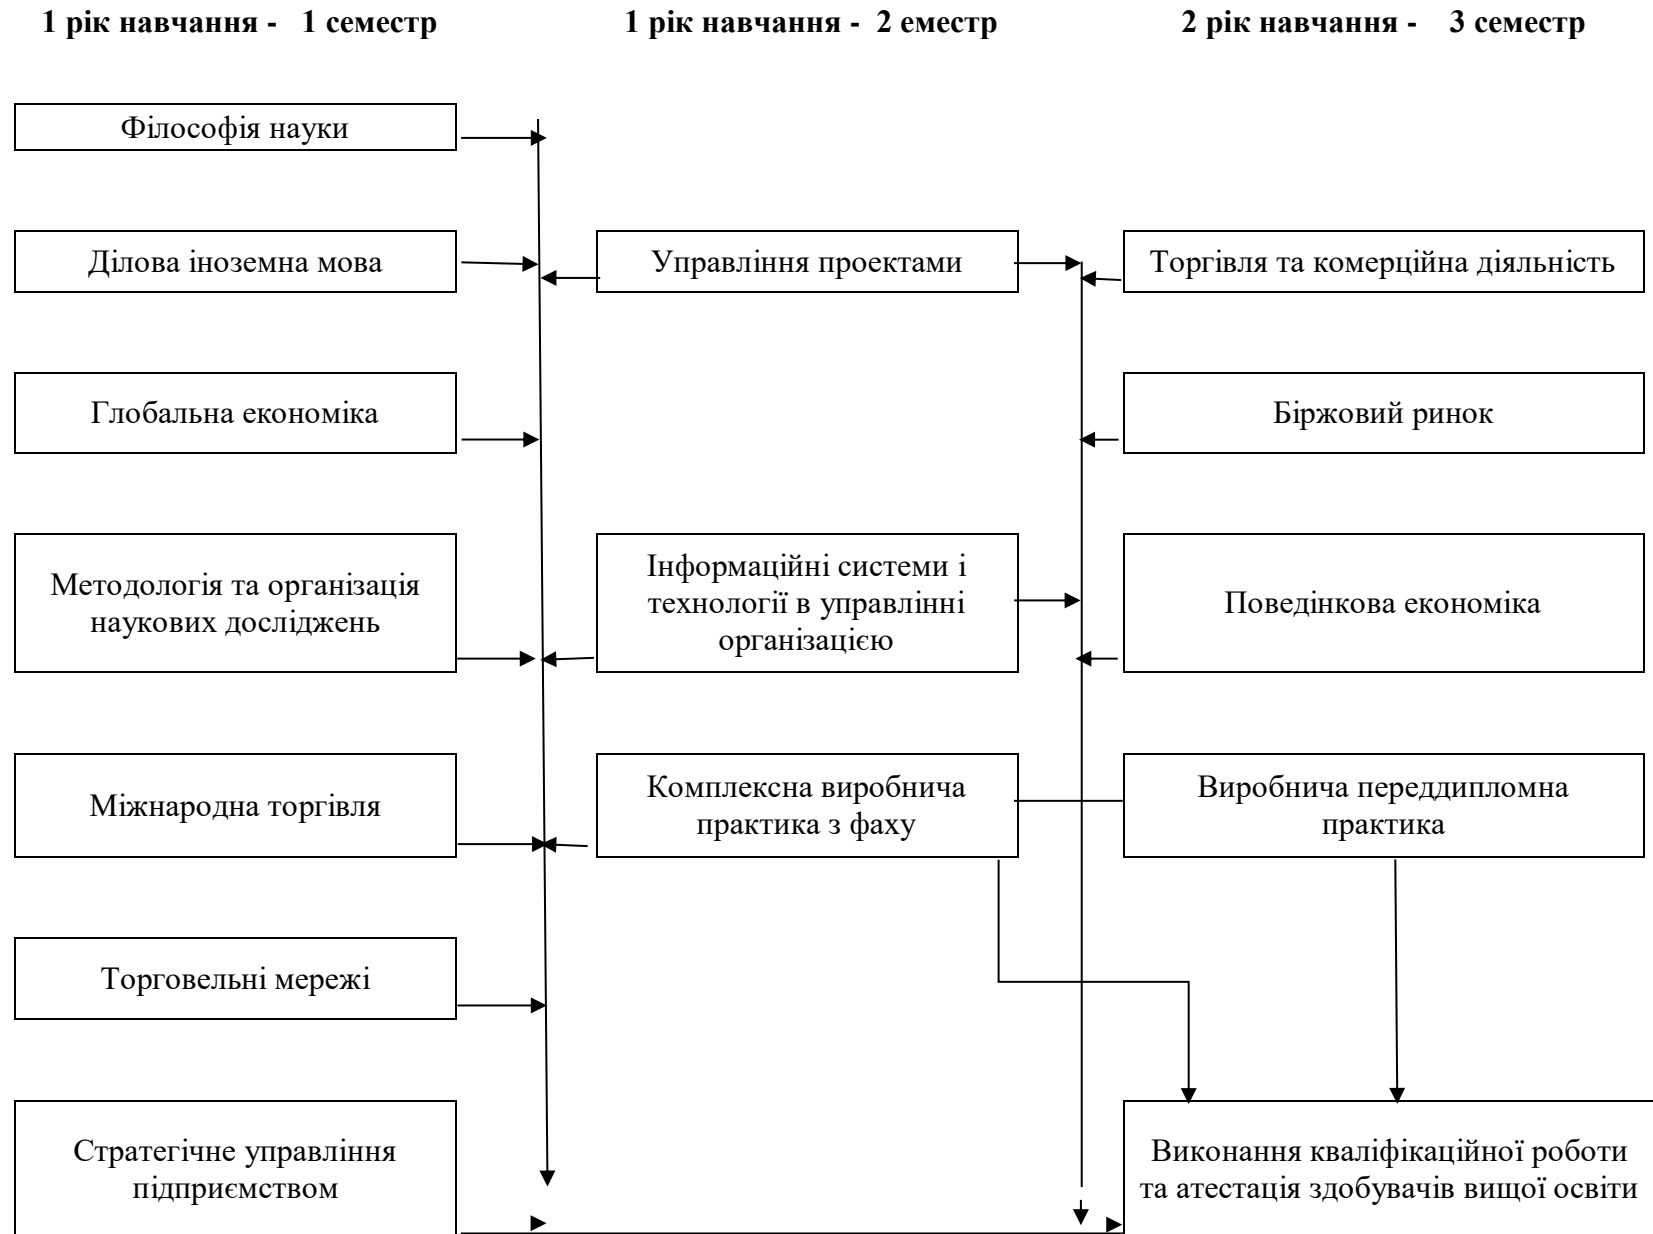 1 рік навчання - 1 семестр
1 рік навчання - 2 еместр
2 рік навчання - 3 семестр
Філософія науки
Ділова іноземна мова
Управління проектами
Торгівля та комерційна діяльність
Глобальна економіка
Біржовий ринок
Методологія та організація
наукових досліджень
Інформаційні системи і
технології в управлінні
організацією
Поведінкова економіка
Міжнародна торгівля
Комплексна виробнича
практика з фаху
Виробнича переддипломна
практика
Торговельні мережі
Стратегічне управління
підприємством
Виконання кваліфікаційної роботи
та атестація здобувачів вищої освіти